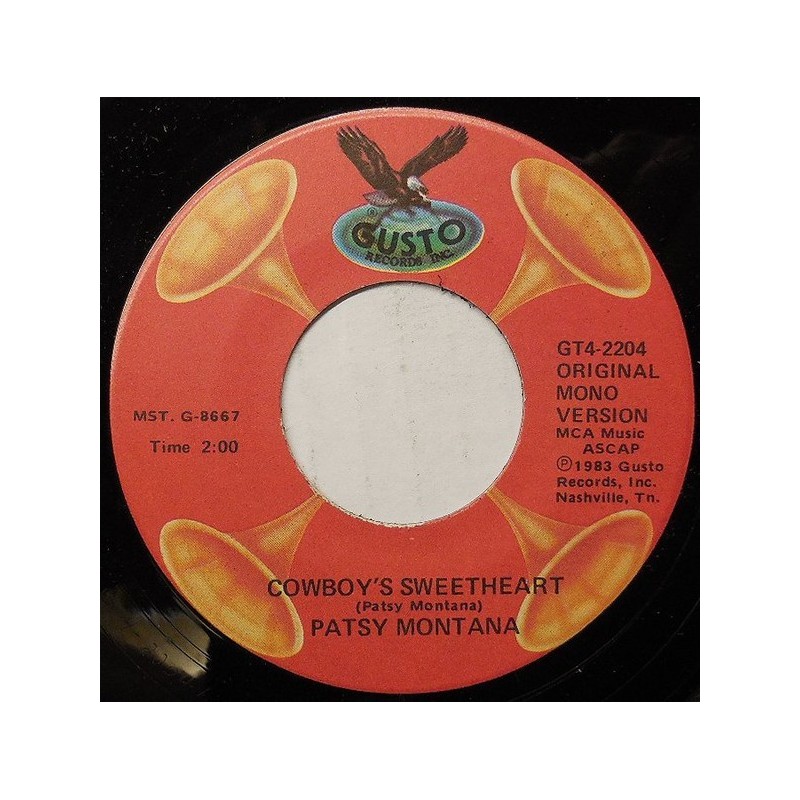 ®
GUSTO
RECORDS INC.
GT4-2204
ORIGINAL
MONO
VERSION
MCA Music
ASCAP
℗1983 Gusto
Records, Inc.
Nashville, Tn.
MST. G-8667
Time 2:00
COWBOY'S SWEETHEART
(Patsy Montana)
PATSY MONTANA